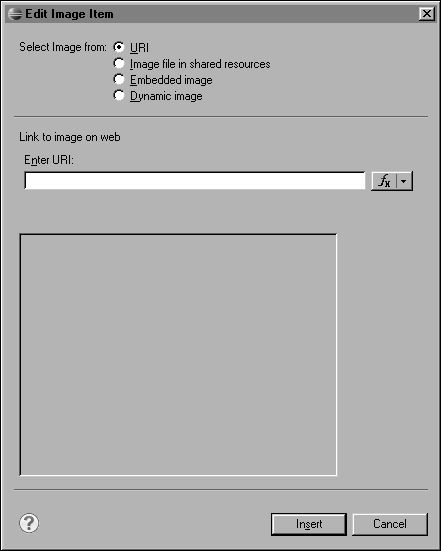 Edit Image Item
Select Image from: URI
Image file in shared resources
Embedded image
Dynamic image
Link to image on web
Enter URI:
fx
?
Insert Cancel